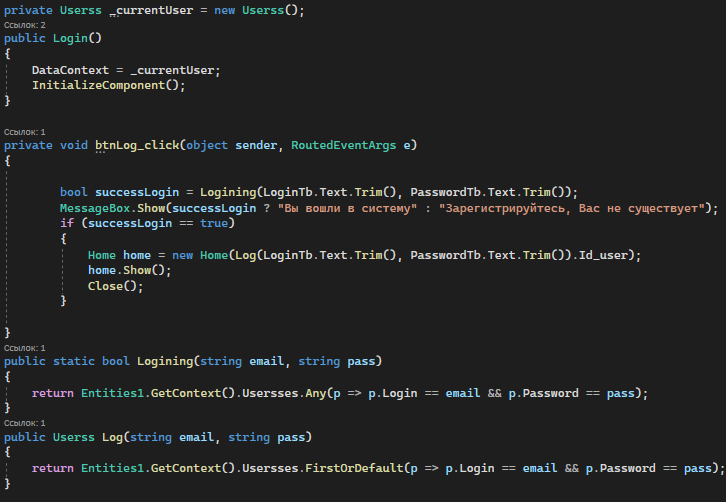 private Userss _currentUser = new Userss();
Ссылок: 2
public Login()
{
DataContext = _currentUser;
InitializeComponent();
}
Ссылок: 1
private void btnLog_click(object sender, RoutedEventArgs e)
{
bool successLogin = Logining(LoginTb.Text.Trim(), PasswordTb.Text.Trim());
MessageBox.Show(successLogin ? "Вы вошли в систему" : "Зарегистрируйтесь, Вас не существует");
if (successLogin == true)
{
Home home = new Home(Log(LoginTb.Text.Trim(), PasswordTb.Text.Trim()).Id_user);
home.Show();
Close();
}
}
Ссылок: 1
public static bool Logining(string email, string pass)
{
return Entities1.GetContext().Usersses.Any(p => p.Login == email && p.Password == pass);
}
Ссылок: 1
public Userss Log(string email, string pass)
{
return Entities1.GetContext().Usersses.FirstOrDefault(p => p.Login == email && p.Password == pass);
}